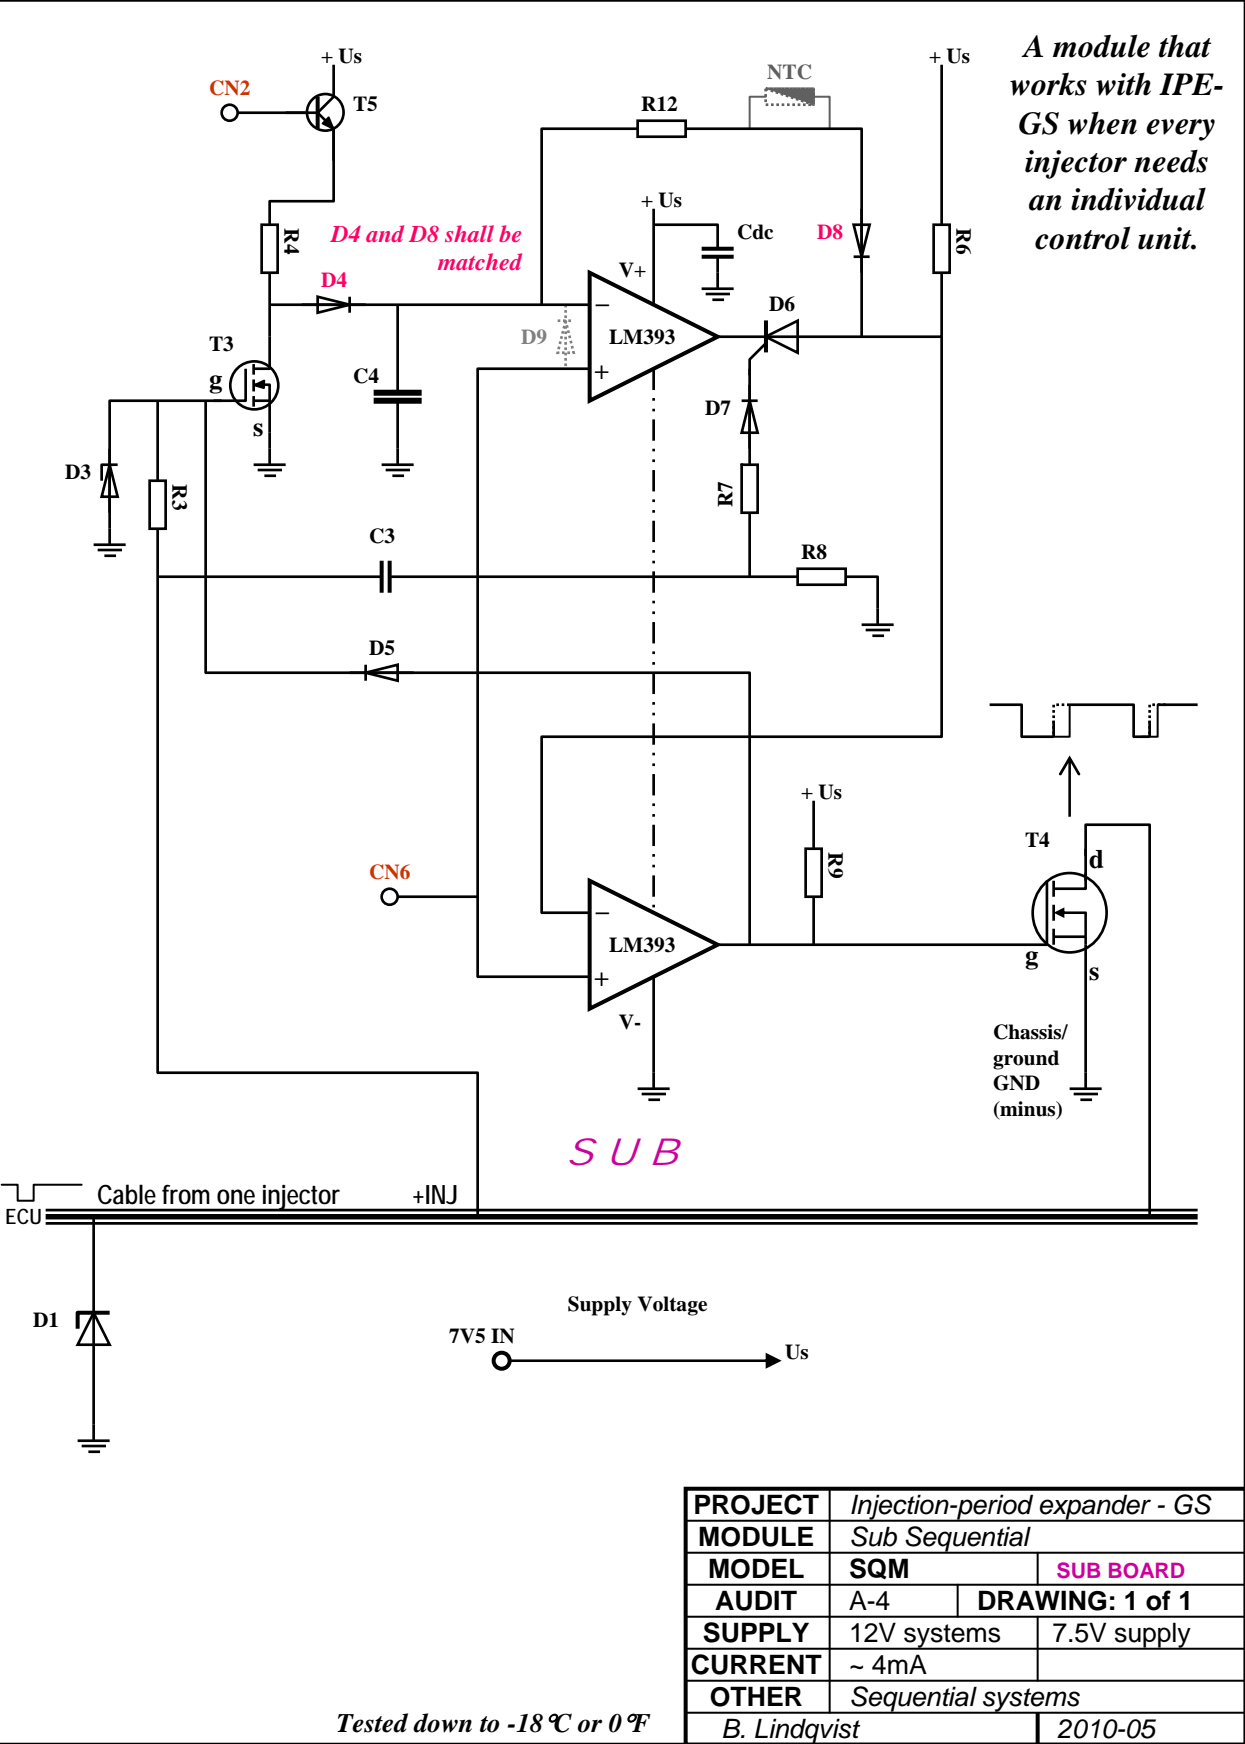 + Us
CN2
T5
R4
D4 and D8 shall be
matched
D4
T3
g
s
D3
R3
C4
D9
R12
NTC
+ Us
Cdc
V+
−
LM393
+
D8
D6
D7
R7
+ Us
R6
A module that
works with IPE-
GS when every
injector needs
an individual
control unit.
C3
R8
D5
CN6
−
LM393
+
V-
+ Us
R9
T4
d
g
s
Chassis/
ground
GND
(minus)
SUB
Cable from one injector +INJ
ECU
D1
Supply Voltage
7V5 IN
Us
PROJECT Injection-period expander - GS
MODULE Sub Sequential
MODEL SQM SUB BOARD
AUDIT A-4 DRAWING: 1 of 1
SUPPLY 12V systems 7.5V supply
CURRENT ~ 4mA
OTHER Sequential systems
B. Lindqvist 2010-05
Tested down to -18°C or 0°F